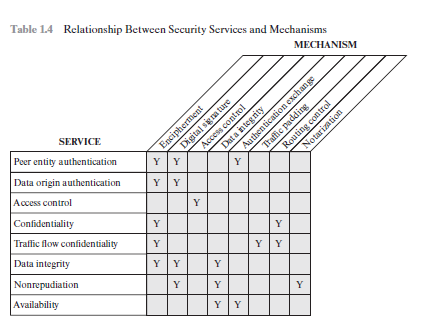 Table 1.4 Relationship Between Security Services and Mechanisms
MECHANISM
Encipherment
Digital signature
Access control
Data integrity
Authentication exchange
Traffic padding
Routing control
Notarization
SERVICE
Peer entity authentication Y Y Y
Data origin authentication Y Y
Access control Y
Confidentiality Y Y
Traffic flow confidentiality Y Y Y
Data integrity Y Y Y
Nonrepudiation Y Y Y
Availability Y Y